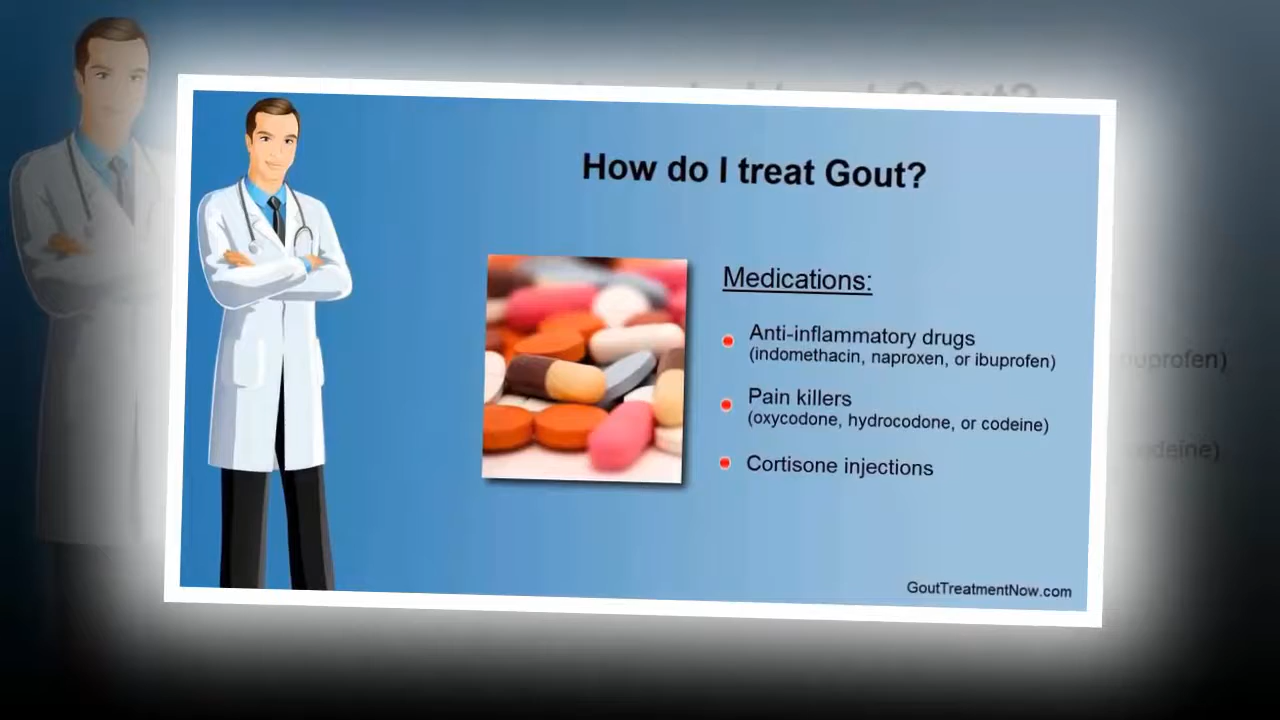 How do I treat Gout?
Medications:
Anti-inflammatory drugs
(indomethacin, naproxen, or ibuprofen)
Pain killers
(oxycodone, hydrocodone, or codeine)
Cortisone injections
GoutTreatmentNow.com